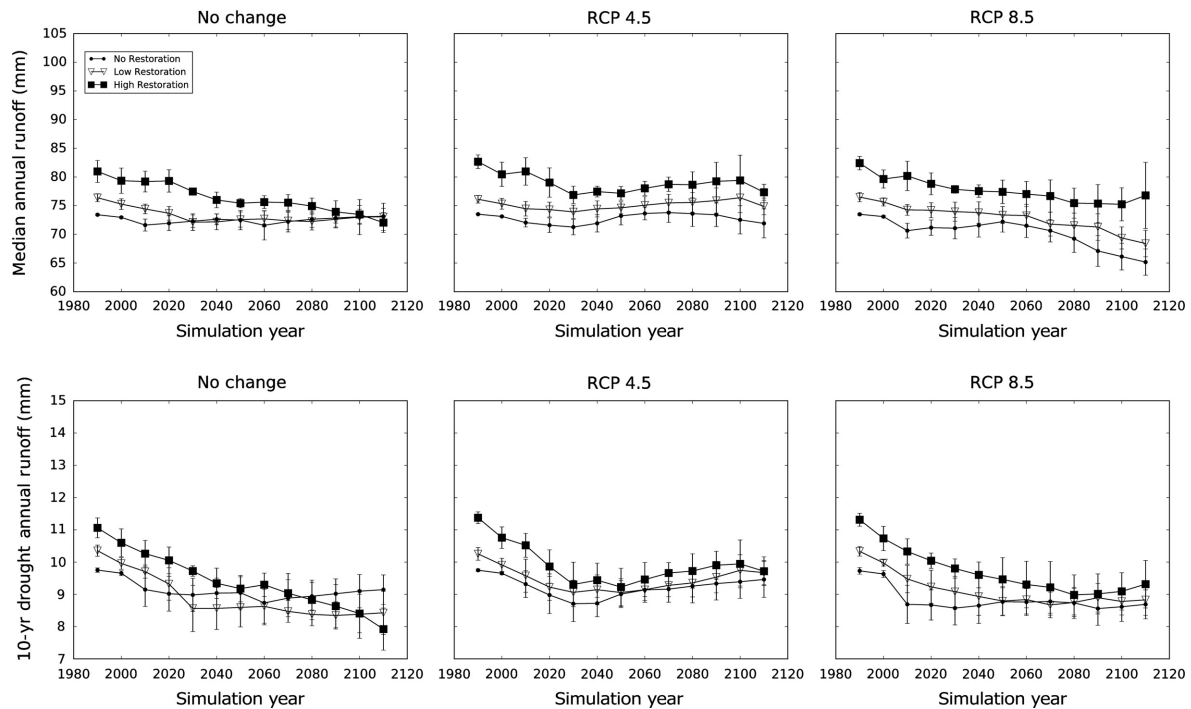 No change
RCP 4.5
RCP 8.5
Median annual runoff (mm)
105
100
95
90
85
80
75
70
65
60
No Restoration
Low Restoration
High Restoration
1980 2000 2020 2040 2060 2080 2100 2120
1980 2000 2020 2040 2060 2080 2100 2120
1980 2000 2020 2040 2060 2080 2100 2120
Simulation year
Simulation year
Simulation year
No change
RCP 4.5
RCP 8.5
10-yr drought annual runoff (mm)
15
14
13
12
11
10
9
8
7
1980 2000 2020 2040 2060 2080 2100 2120
1980 2000 2020 2040 2060 2080 2100 2120
1980 2000 2020 2040 2060 2080 2100 2120
Simulation year
Simulation year
Simulation year